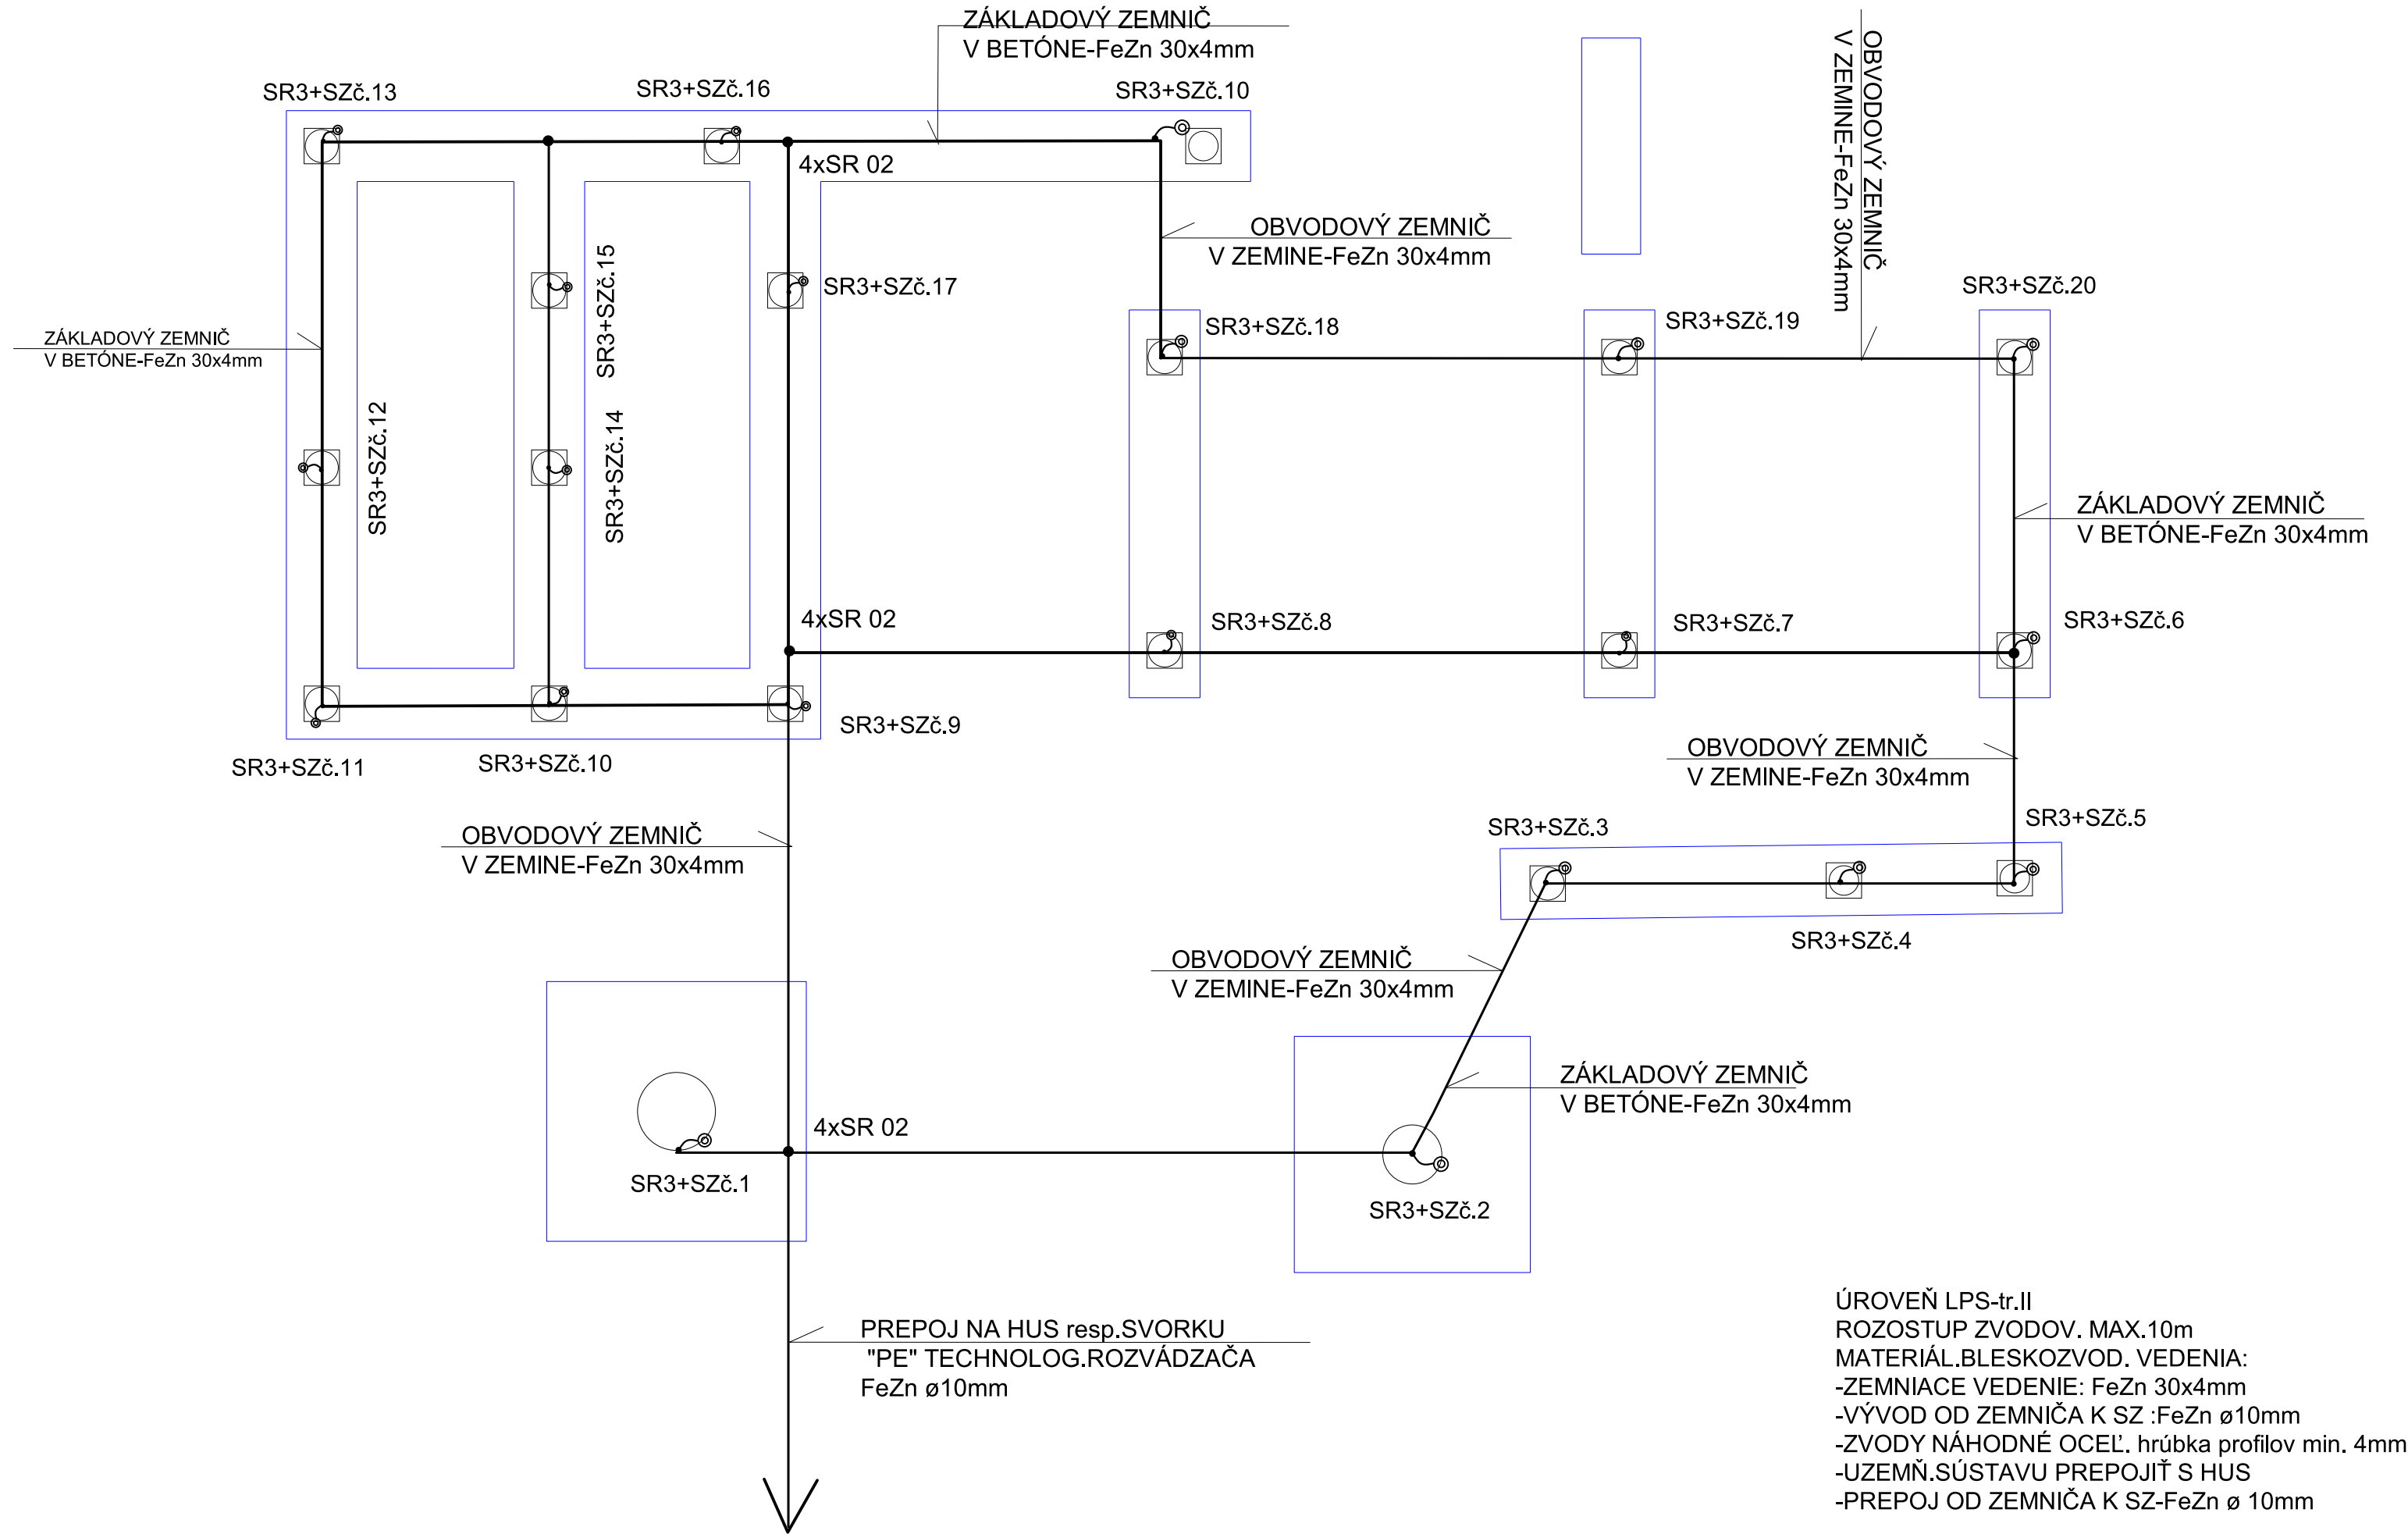 ZÁKLADOVÝ ZEMNIČ
V BETÓNE-FeZn 30x4mm
OBVODOVÝ ZEMNIČ
V ZEMINE-FeZn 30x4mm
SR3+SZč.13
SR3+SZč.16
SR3+SZč.10
4xSR 02
OBVODOVÝ ZEMNIČ
V ZEMINE-FeZn 30x4mm
SR3+SZč.15
SR3+SZč.17
SR3+SZč.20
SR3+SZč.18
SR3+SZč.19
ZÁKLADOVÝ ZEMNIČ
V BETÓNE-FeZn 30x4mm
SR3+SZč.12
SR3+SZč.14
ZÁKLADOVÝ ZEMNIČ
V BETÓNE-FeZn 30x4mm
4xSR 02
SR3+SZč.8
SR3+SZč.7
SR3+SZč.6
SR3+SZč.9
SR3+SZč.11
SR3+SZč.10
OBVODOVÝ ZEMNIČ
V ZEMINE-FeZn 30x4mm
OBVODOVÝ ZEMNIČ
V ZEMINE-FeZn 30x4mm
SR3+SZč.3
SR3+SZč.5
SR3+SZč.4
OBVODOVÝ ZEMNIČ
V ZEMINE-FeZn 30x4mm
ZÁKLADOVÝ ZEMNIČ
V BETÓNE-FeZn 30x4mm
4xSR 02
SR3+SZč.1
SR3+SZč.2
PREPOJ NA HUS resp.SVORKU
"PE" TECHNOLOG.ROZVÁDZAČA
FeZn ø10mm
ÚROVEŇ LPS-tr.II
ROZOSTUP ZVODOV. MAX.10m
MATERIÁL.BLESKOZVOD. VEDENIA:
-ZEMNIACE VEDENIE: FeZn 30x4mm
-VÝVOD OD ZEMNIČA K SZ :FeZn ø10mm
-ZVODY NÁHODNÉ OCEĽ. hrúbka profilov min. 4mm
-UZEMŇ.SÚSTAVU PREPOJIŤ S HUS
-PREPOJ OD ZEMNIČA K SZ-FeZn ø 10mm